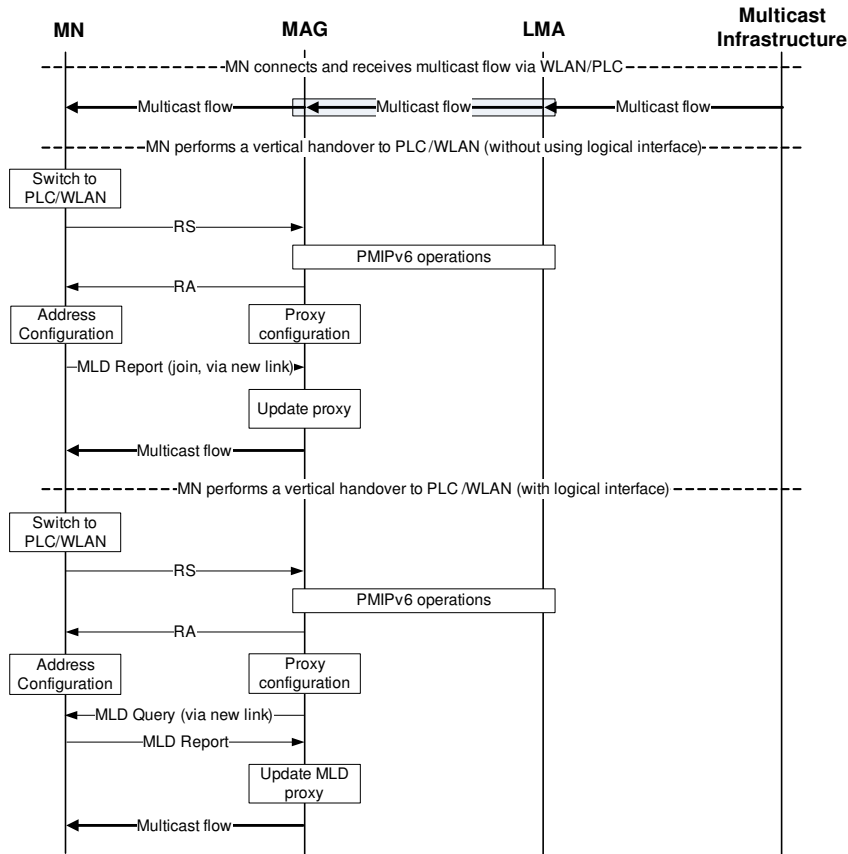 MN
MAG
LMA
Multicast
Infrastructure
MN connects and receives multicast flow via WLAN/PLC
Multicast flow
Multicast flow
Multicast flow
MN performs a vertical handover to PLC/WLAN (without using logical interface)
Switch to
PLC/WLAN
RS
PMIPv6 operations
RA
Address
Configuration
Proxy
configuration
MLD Report (join, via new link)
Update proxy
Multicast flow
MN performs a vertical handover to PLC /WLAN (with logical interface)
Switch to
PLC/WLAN
RS
PMIPv6 operations
RA
Address
Configuration
Proxy
configuration
MLD Query (via new link)
MLD Report
Update MLD
proxy
Multicast flow